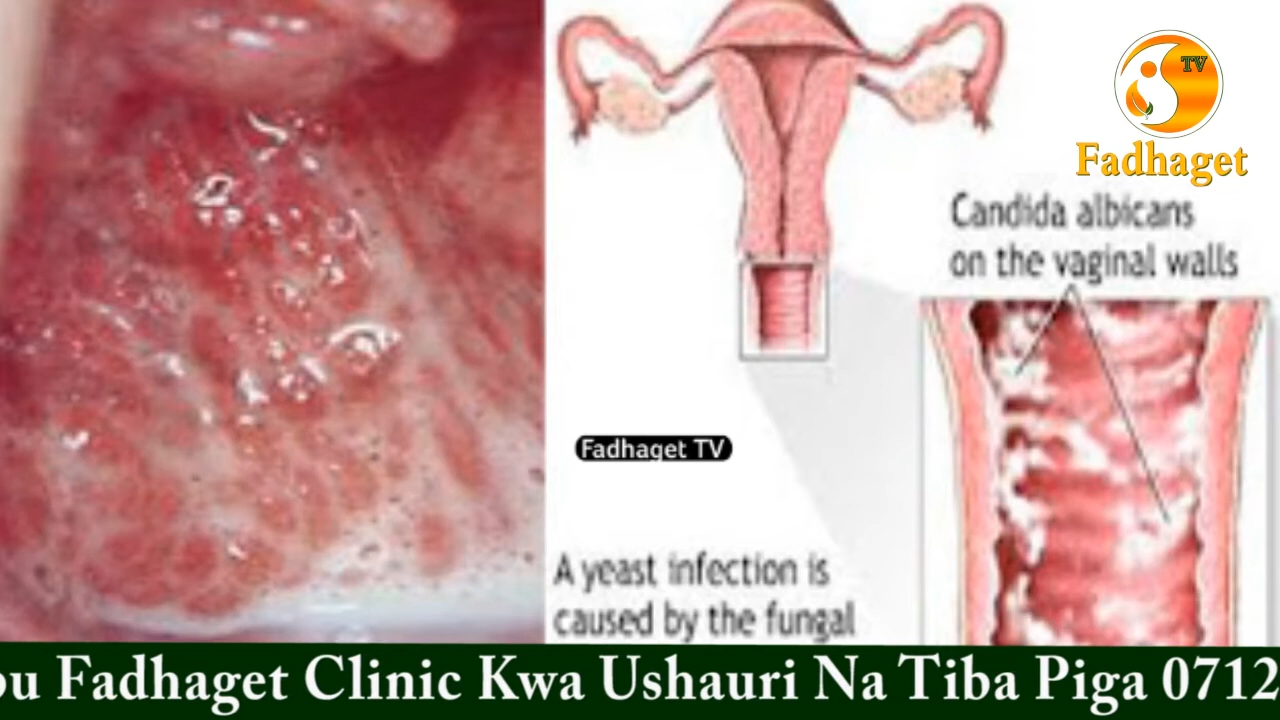 TV
Fadhaget
Candida albicans
on the vaginal walls
Fadhaget TV
A yeast infection is
caused by the fungal
Fadhaget Clinic Kwa Ushauri Na Tiba Piga 0712